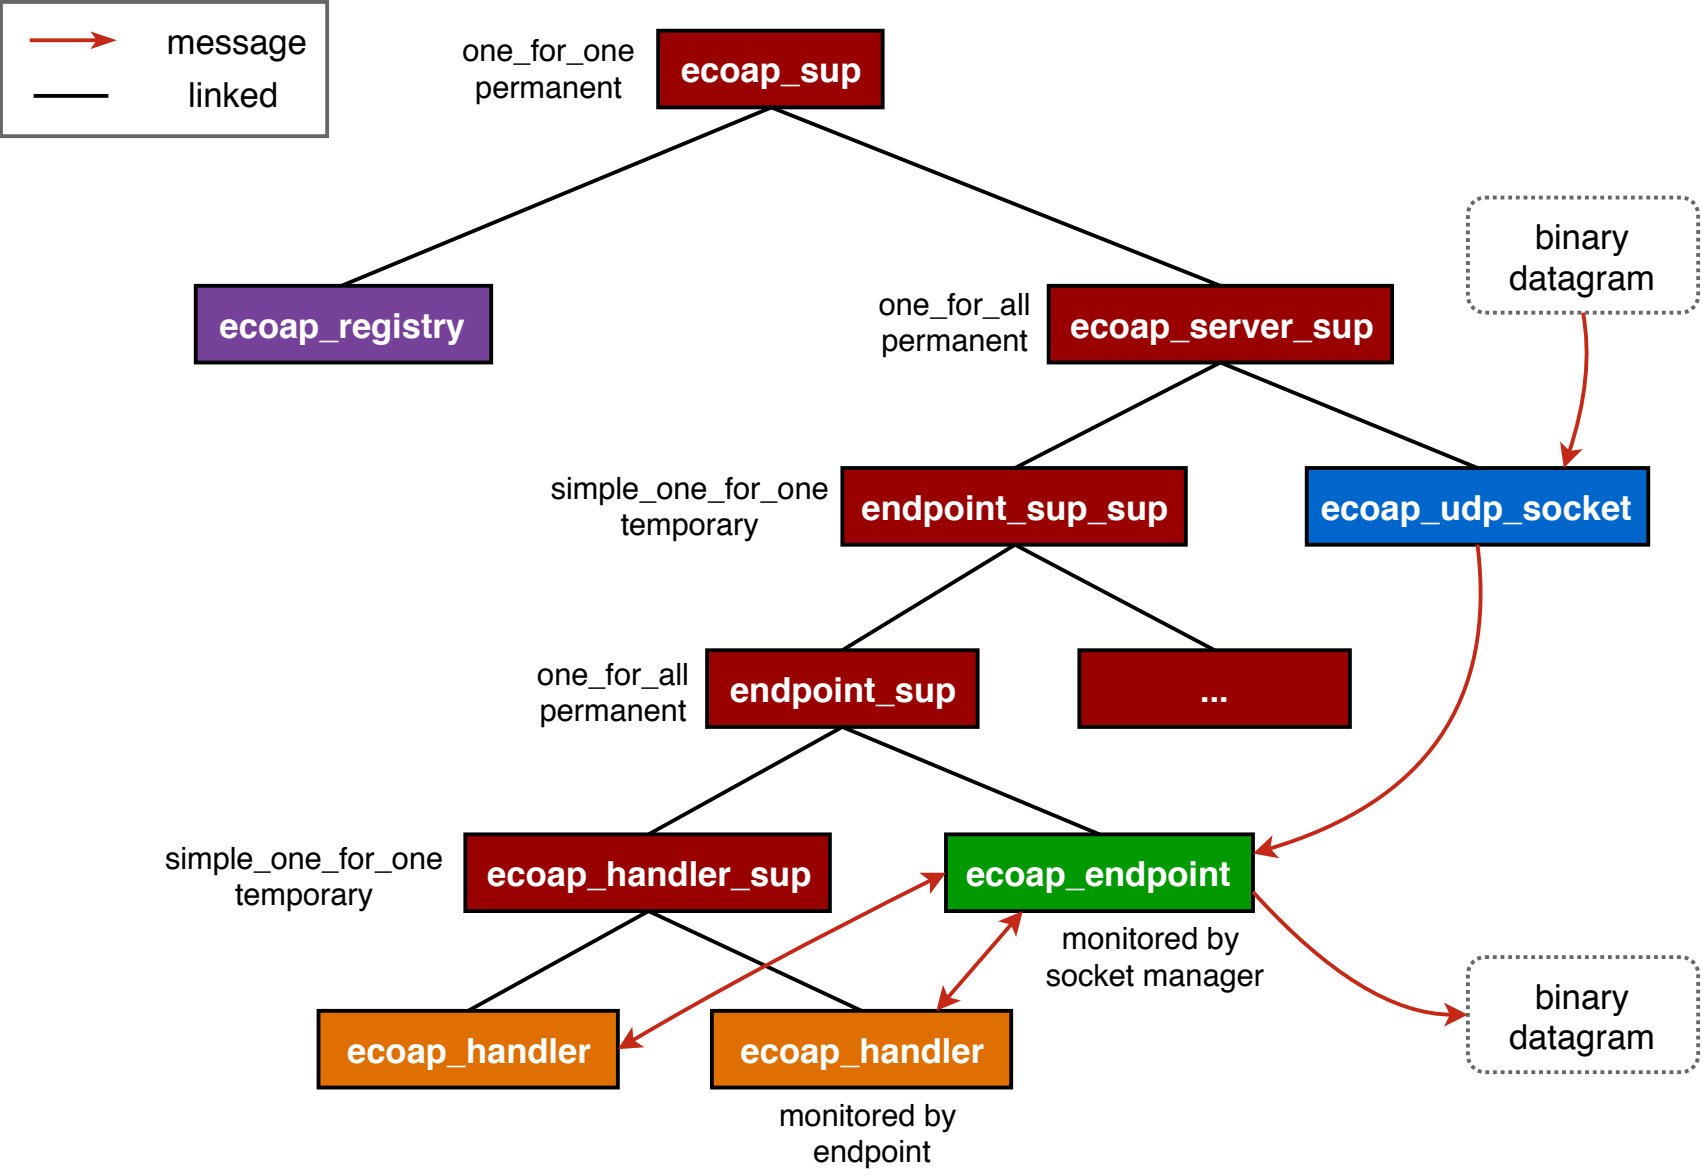 message
linked
one_for_one
permanent
ecoap_sup
binary
datagram
ecoap_registry
one_for_all
permanent
ecoap_server_sup
simple_one_for_one
temporary
endpoint_sup_sup
ecoap_udp_socket
one_for_all
permanent
endpoint_sup
...
simple_one_for_one
temporary
ecoap_handler_sup
ecoap_endpoint
monitored by
socket manager
binary
datagram
ecoap_handler
ecoap_handler
monitored by
endpoint